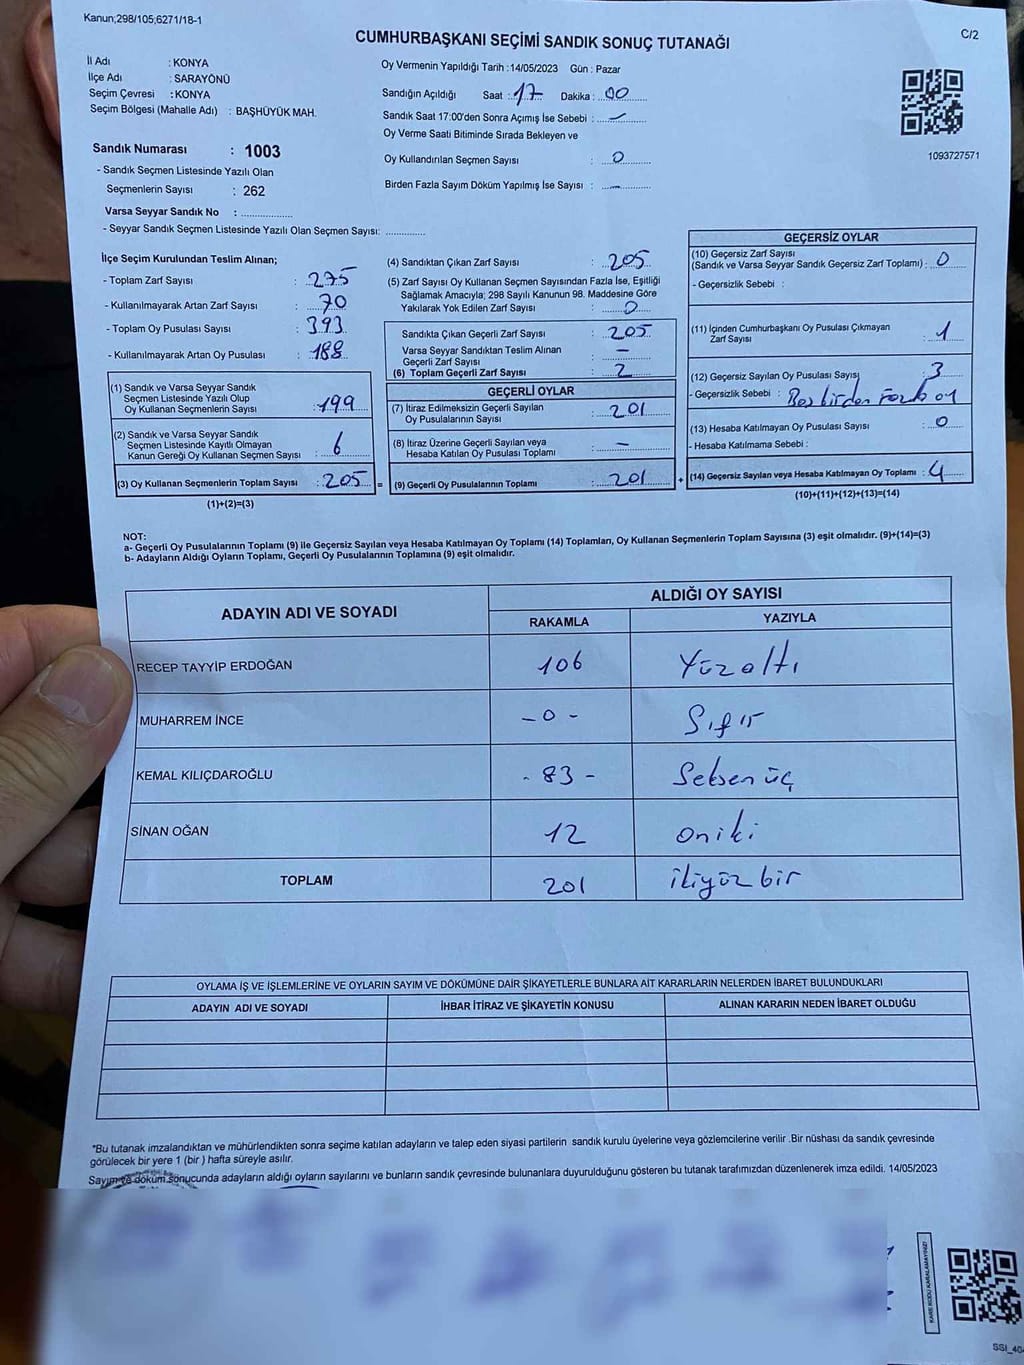 Kanun;298/105;6271/18-1
C/2
CUMHURBAŞKANI SEÇİMİ SANDIK SONUÇ TUTANAĞI
İl Adı : KONYA
İlçe Adı : SARAYÖNÜ
Seçim Çevresi : KONYA
Seçim Bölgesi (Mahalle Adı) : BAŞHÜYÜK MAH.
Sandık Numarası : 1003
- Sandık Seçmen Listesinde Yazılı Olan
Seçmenlerin Sayısı : 262
Varsa Seyyar Sandık No : ..................
- Seyyar Sandık Seçmen Listesinde Yazılı Olan Seçmen Sayısı: ..............
Oy Vermenin Yapıldığı Tarih :14/05/2023 Gün : Pazar
Sandığın Açıldığı Saat : 17 Dakika : 00
Sandık Saat 17:00'den Sonra Açımış İse Sebebi : –
Oy Verme Saati Bitiminde Sırada Bekleyen ve
Oy Kullandırılan Seçmen Sayısı : 0
Birden Fazla Sayım Döküm Yapılmış İse Sayısı : –
1093727571
İlçe Seçim Kurulundan Teslim Alınan;
- Toplam Zarf Sayısı : 275
- Kullanılmayarak Artan Zarf Sayısı : 70
- Toplam Oy Pusulası Sayısı : 393
- Kullanılmayarak Artan Oy Pusulası : 188
(1) Sandık ve Varsa Seyyar Sandık
Seçmen Listesinde Yazılı Olup
Oy Kullanan Seçmenlerin Sayısı : 199
(2) Sandık ve Varsa Seyyar Sandık
Seçmen Listesinde Kayıtlı Olmayan
Kanun Gereği Oy Kullanan Seçmen Sayısı : 6
(3) Oy Kullanan Seçmenlerin Toplam Sayısı : 205 =
(1)+(2)=(3)
(4) Sandıktan Çıkan Zarf Sayısı : 205
(5) Zarf Sayısı Oy Kullanan Seçmen Sayısından Fazla İse, Eşitliği
Sağlamak Amacıyla; 298 Sayılı Kanunun 98. Maddesine Göre
Yakılarak Yok Edilen Zarf Sayısı : 0
Sandıkta Çıkan Geçerli Zarf Sayısı : 205
Varsa Seyyar Sandıktan Teslim Alınan
Geçerli Zarf Sayısı : –
(6) Toplam Geçerli Zarf Sayısı : 2
GEÇERLİ OYLAR
(7) İtiraz Edilmeksizin Geçerli Sayılan
Oy Pusulalarının Sayısı : 201
(8) İtiraz Üzerine Geçerli Sayılan veya
Hesaba Katılan Oy Pusulası Toplamı : –
(9) Geçerli Oy Pusulalarının Toplamı : 201 +
GEÇERSİZ OYLAR
(10) Geçersiz Zarf Sayısı
(Sandık ve Varsa Seyyar Sandık Geçersiz Zarf Toplamı) : 0
- Geçersizlik Sebebi :
(11) İçinden Cumhurbaşkanı Oy Pusulası Çıkmayan
Zarf Sayısı : 1
(12) Geçersiz Sayılan Oy Pusulası Sayısı : 3
- Geçersizlik Sebebi : birden oy
(13) Hesaba Katılmayan Oy Pusulası Sayısı : 0
- Hesaba Katılmama Sebebi :
(14) Geçersiz Sayılan veya Hesaba Katılmayan Oy Toplamı : 4
(10)+(11)+(12)+(13)=(14)
NOT:
a- Geçerli Oy Pusulalarının Toplamı (9) ile Geçersiz Sayılan veya Hesaba Katılmayan Oy Toplamı (14) Toplamları, Oy Kullanan Seçmenlerin Toplam Sayısına (3) eşit olmalıdır. (9)+(14)=(3)
b- Adayların Aldığı Oyların Toplamı, Geçerli Oy Pusulalarının Toplamına (9) eşit olmalıdır.
ADAYIN ADI VE SOYADI ALDIĞI OY SAYISI
RAKAMLA YAZIYLA
RECEP TAYYİP ERDOĞAN 106 Yüzaltı
MUHARREM İNCE – 0 – Sıfır
KEMAL KILIÇDAROĞLU - 83 - Seksen üç
SİNAN OĞAN 12 oniki
TOPLAM 201 ikiyüz bir
OYLAMA İŞ VE İŞLEMLERİNE VE OYLARIN SAYIM VE DÖKÜMÜNE DAİR ŞİKAYETLERLE BUNLARA AİT KARARLARIN NELERDEN İBARET BULUNDUKLARI
ADAYIN ADI VE SOYADI İHBAR İTİRAZ VE ŞİKAYETİN KONUSU ALINAN KARARIN NEDEN İBARET OLDUĞU
*Bu tutanak imzalandıktan ve mühürlendikten sonra seçime katılan adayların ve talep eden siyasi partilerin sandık kurulu üyelerine veya gözlemcilerine verilir .Bir nüshası da sandık çevresinde
görülecek bir yere 1 (bir ) hafta süreyle asılır.
Sayım ve döküm sonucunda adayların aldığı oyların sayılarını ve bunların sandık çevresinde bulunanlara duyurulduğunu gösteren bu tutanak tarafımızdan düzenlenerek imza edildi. 14/05/2023
KARE KODU KARALAMAYINIZ!
SSI_40